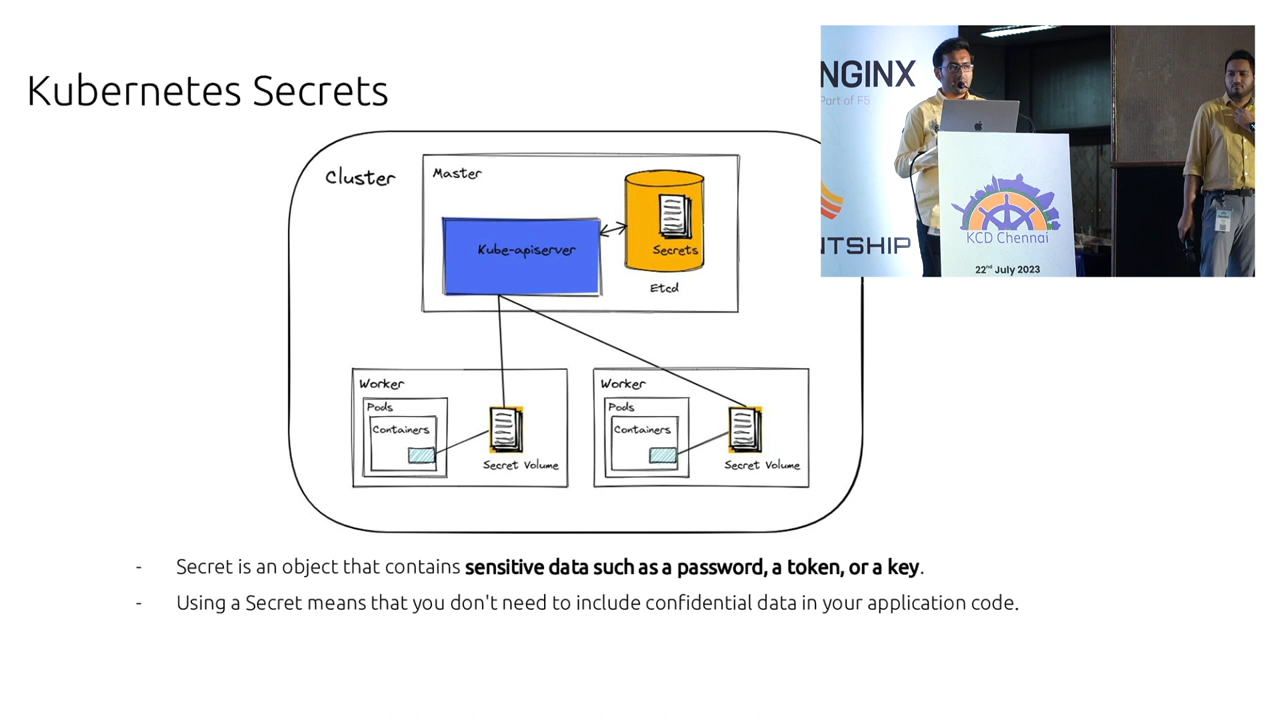 Kubernetes Secrets
Cluster
Master
Kube-apiserver
Secrets
Etcd
Worker
Pods
Containers
Secret Volume
Worker
Pods
Containers
Secret Volume
- Secret is an object that contains sensitive data such as a password, a token, or a key.
- Using a Secret means that you don't need to include confidential data in your application code.
NGINX
Part of F5
NTSHIP
KCD Chennai
22nd July 2023